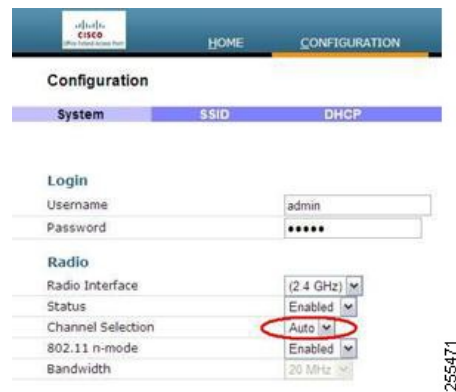 CISCO
HOME CONFIGURATION
Configuration
System SSID DHCP
Login
Username admin
Password •••••
Radio
Radio Interface (2.4 GHz)
Status Enabled
Channel Selection Auto
802.11 n-mode Enabled
Bandwidth 20 MHz
255471